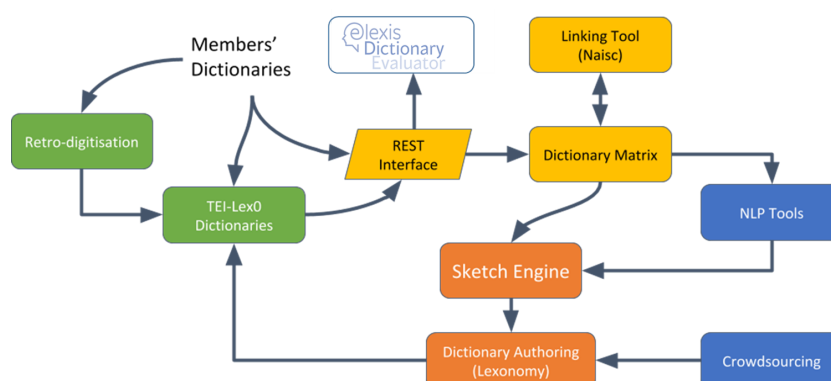 Members'
Dictionaries
elexis
Dictionary
Evaluator
Linking Tool
(Naisc)
Retro-digitisation
REST
Interface
Dictionary Matrix
TEI-Lex0
Dictionaries
NLP Tools
Sketch Engine
Dictionary Authoring
(Lexonomy)
Crowdsourcing